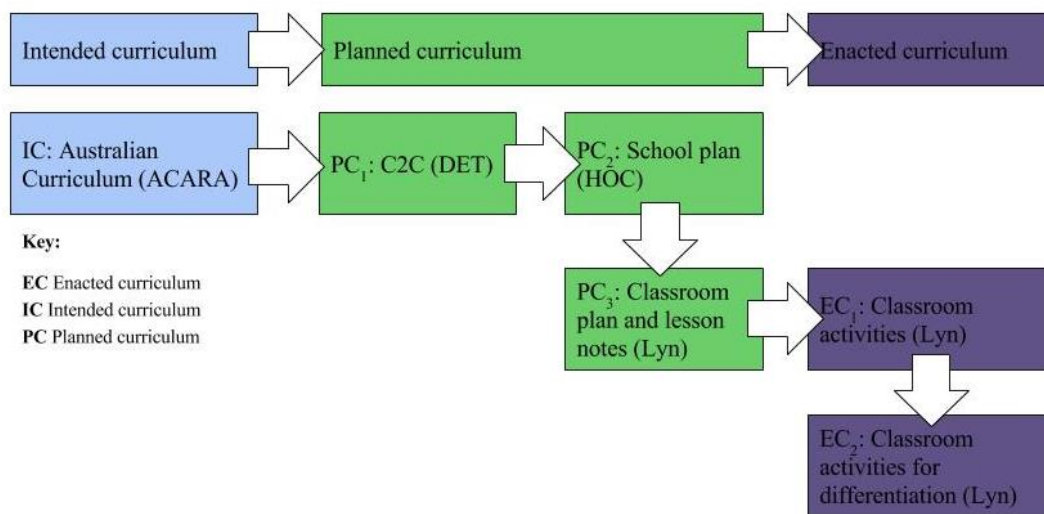 Intended curriculum
Planned curriculum
Enacted curriculum
IC: Australian
Curriculum (ACARA)
PC₁: C2C (DET)
PC₂: School plan
(HOC)
Key:
EC Enacted curriculum
IC Intended curriculum
PC Planned curriculum
PC₃: Classroom
plan and lesson
notes (Lyn)
EC₁: Classroom
activities (Lyn)
EC₂: Classroom
activities for
differentiation (Lyn)